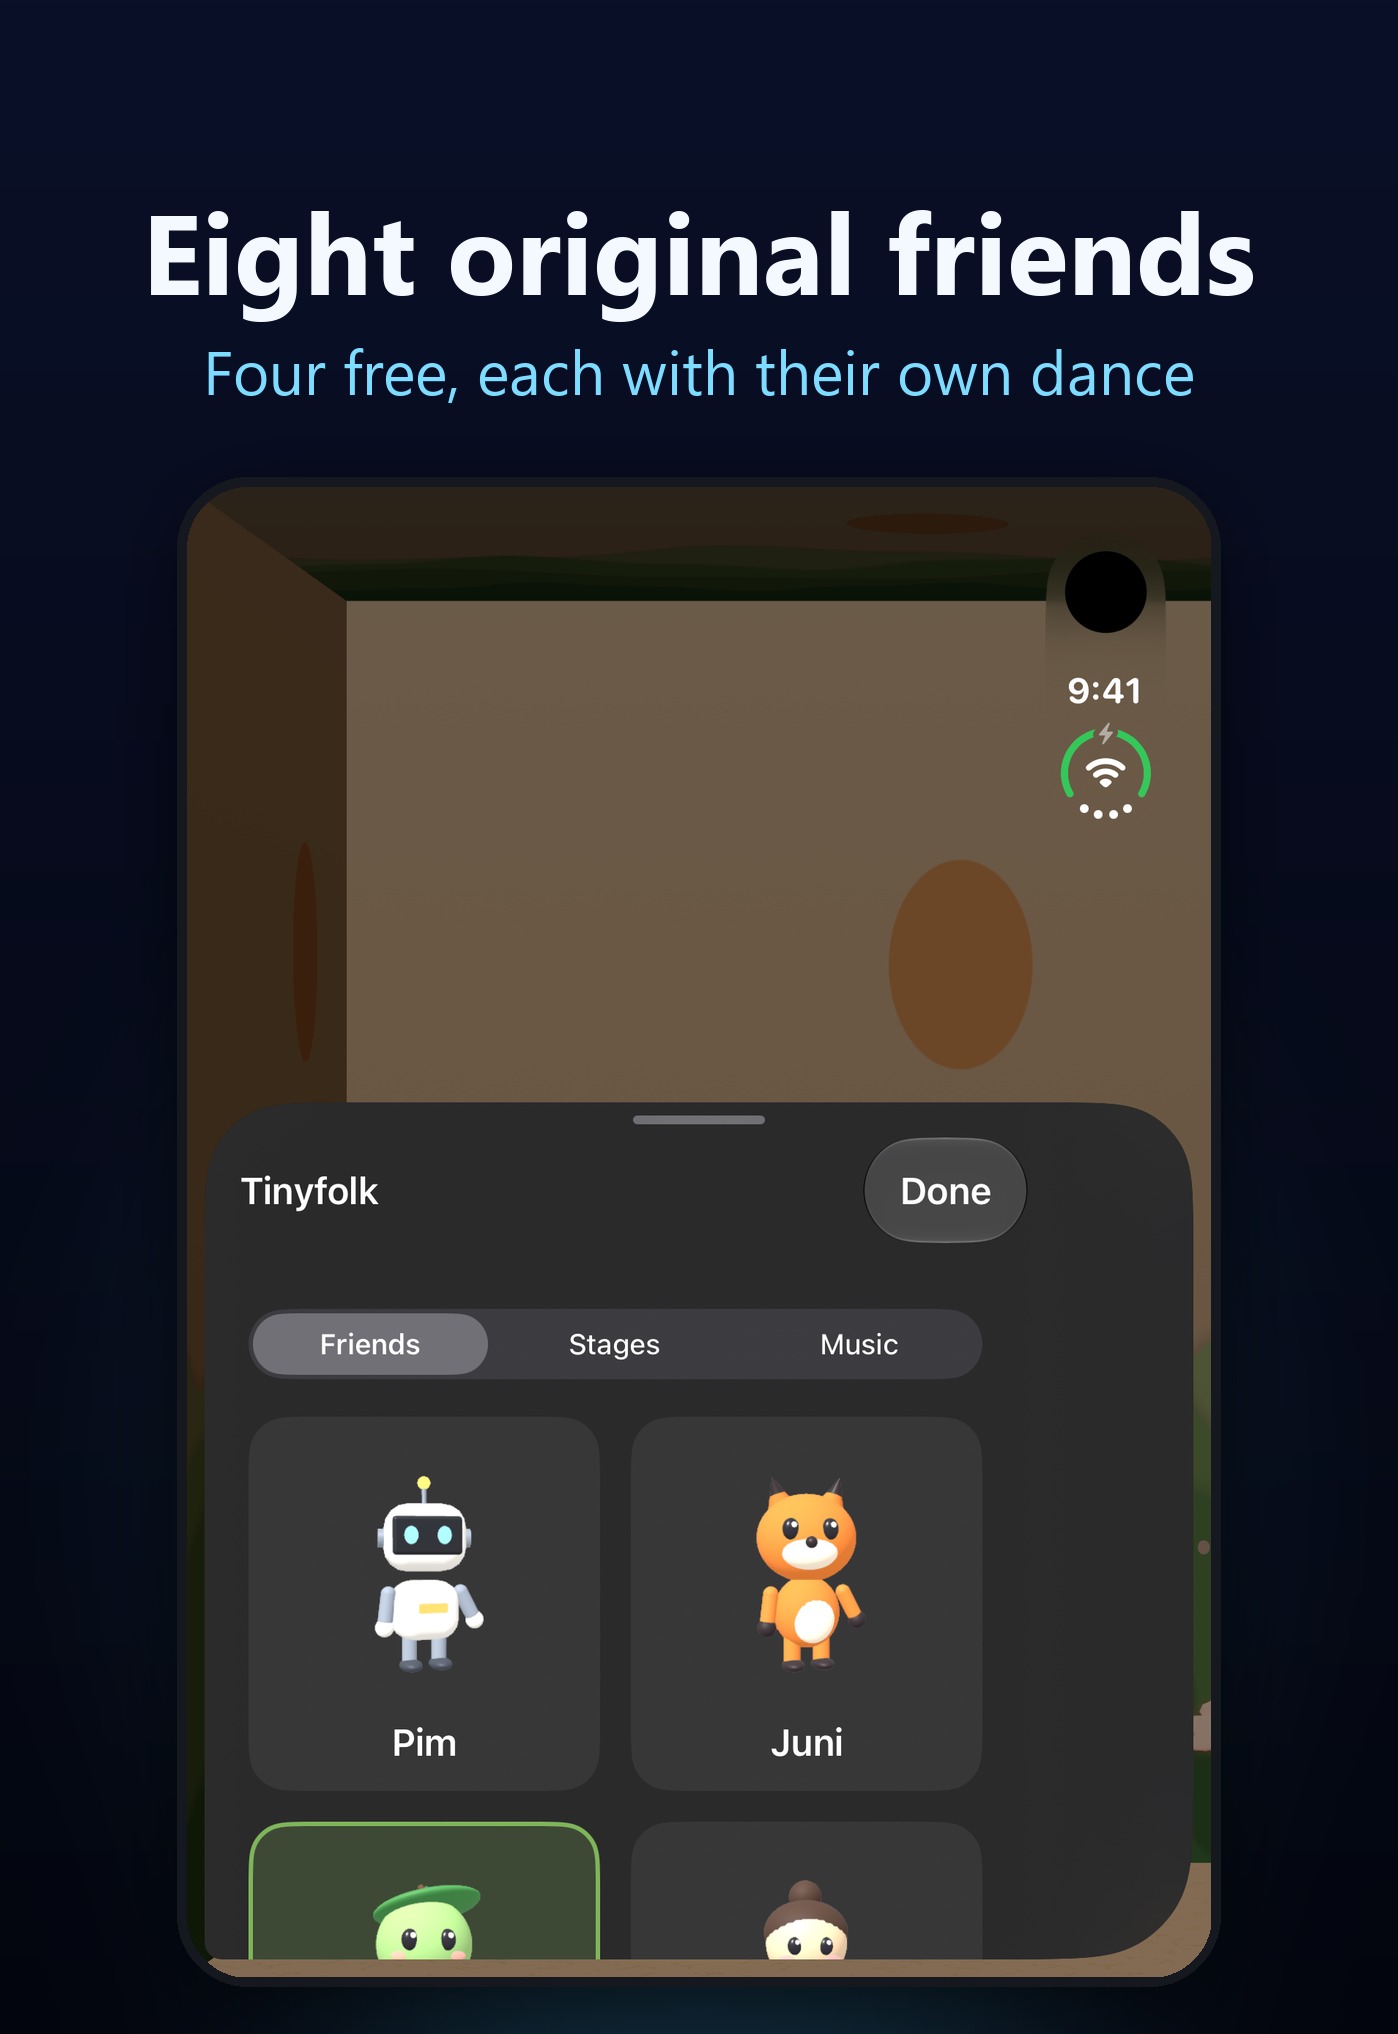 Eight original friends
Four free, each with their own dance
9:41
Tinyfolk
Done
Friends
Stages
Music
Pim
Juni